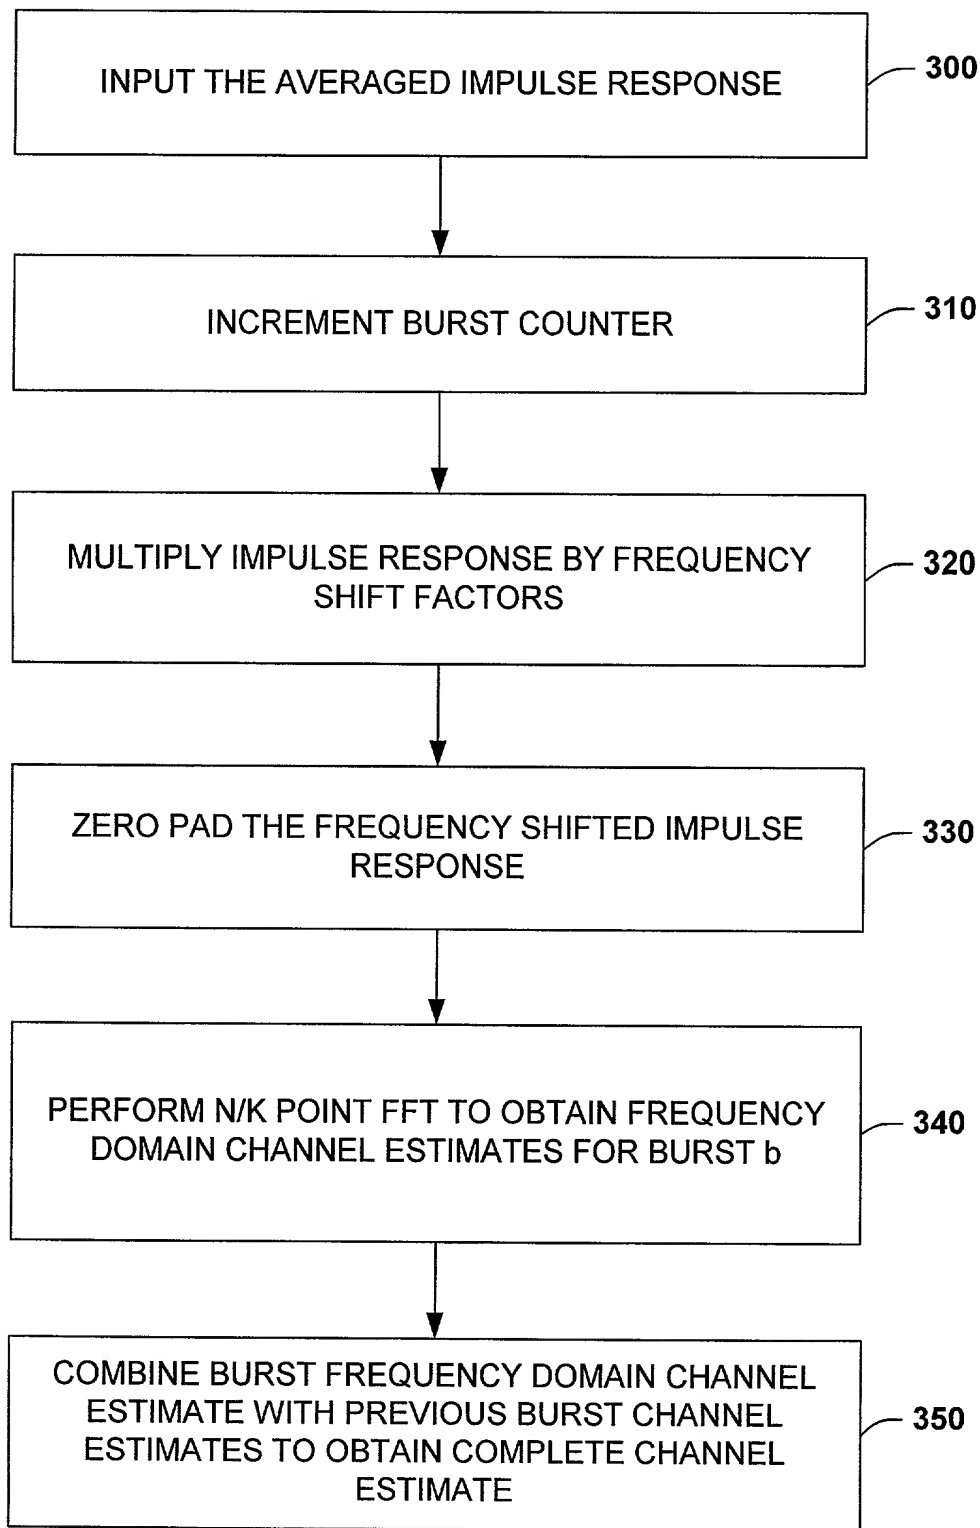 INPUT THE AVERAGED IMPULSE RESPONSE
300
INCREMENT BURST COUNTER
310
MULTIPLY IMPULSE RESPONSE BY FREQUENCY
SHIFT FACTORS
320
ZERO PAD THE FREQUENCY SHIFTED IMPULSE
RESPONSE
330
PERFORM N/K POINT FFT TO OBTAIN FREQUENCY
DOMAIN CHANNEL ESTIMATES FOR BURST b
340
COMBINE BURST FREQUENCY DOMAIN CHANNEL
ESTIMATE WITH PREVIOUS BURST CHANNEL
ESTIMATES TO OBTAIN COMPLETE CHANNEL
ESTIMATE
350